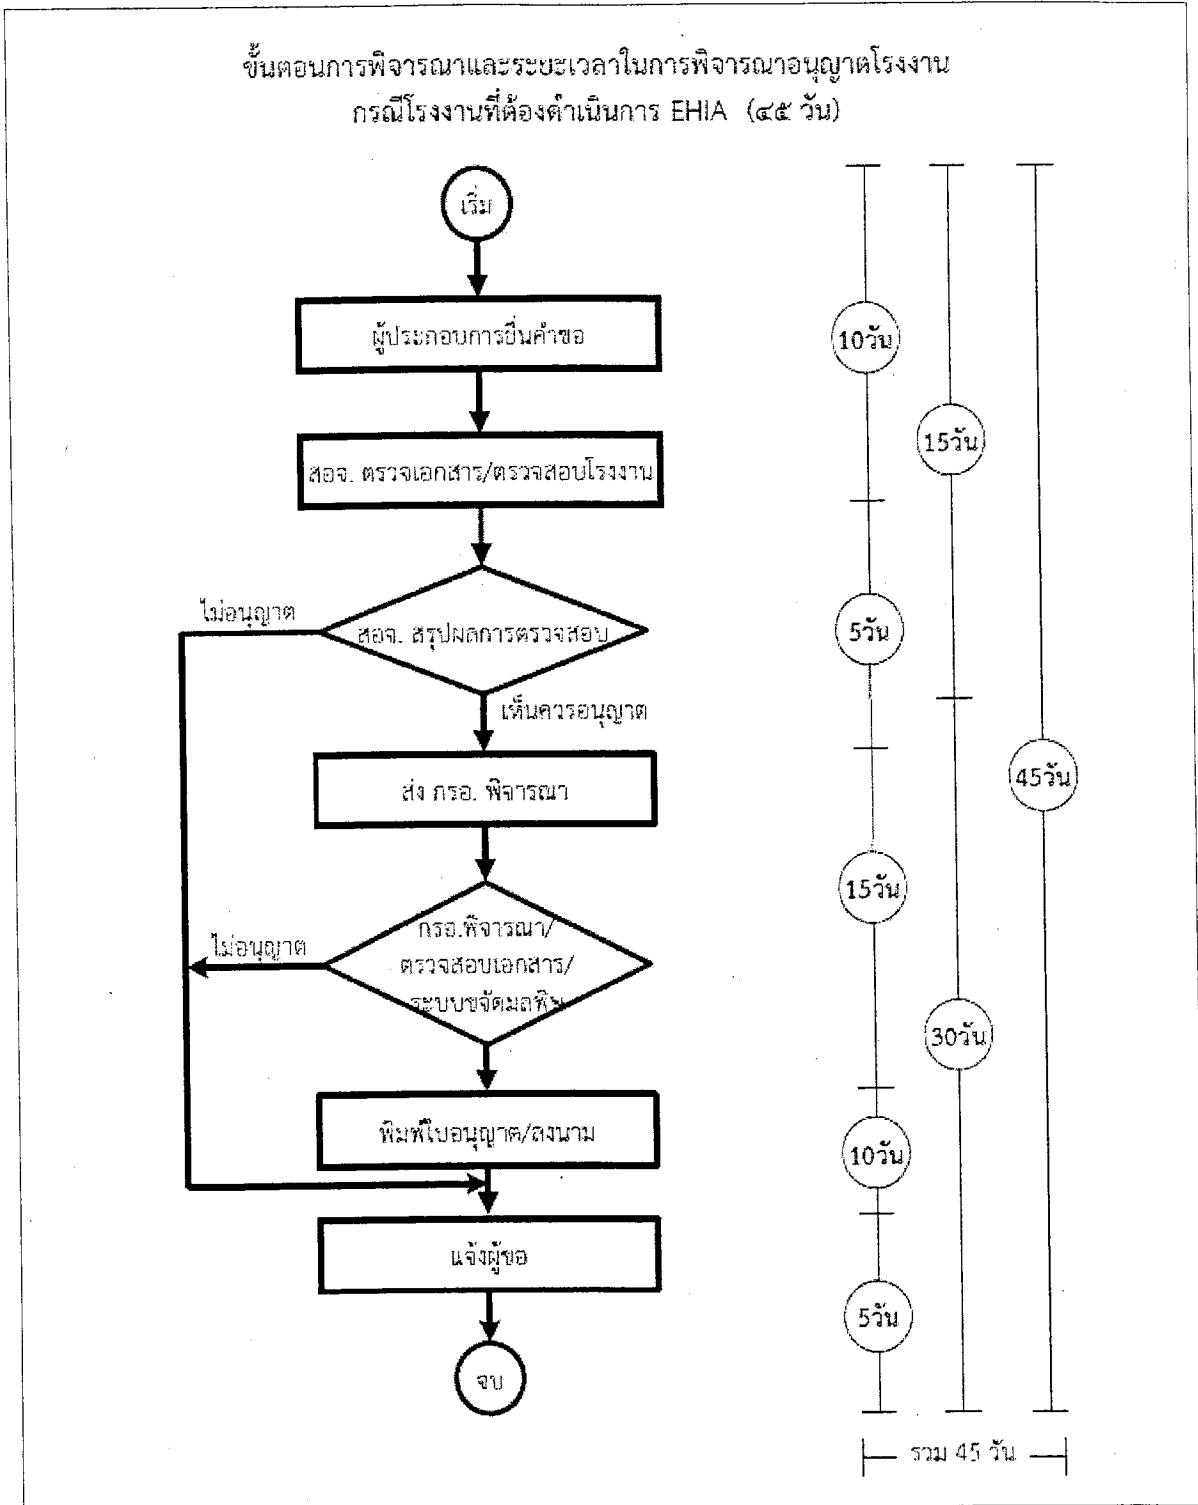 ขั้นตอนการพิจารณาและระยะเวลาในการพิจารณาอนุญาตโรงงาน
กรณีโรงงานที่ต้องดำเนินการ EHIA (๔๕ วัน)
เริ่ม
ผู้ประกอบการยื่นคำขอ
10วัน
15วัน
สอจ. ตรวจเอกสาร/ตรวจสอบโรงงาน
ไม่อนุญาต
สอจ. สรุปผลการตรวจสอบ
5วัน
เห็นควรอนุญาต
ส่ง กรอ. พิจารณา
45วัน
15วัน
ไม่อนุญาต
กรอ.พิจารณา/
ตรวจสอบเอกสาร/
ระบบขจัดมลพิษ
30วัน
พิมพ์ใบอนุญาต/ลงนาม
10วัน
แจ้งผู้ขอ
5วัน
จบ
รวม 45 วัน